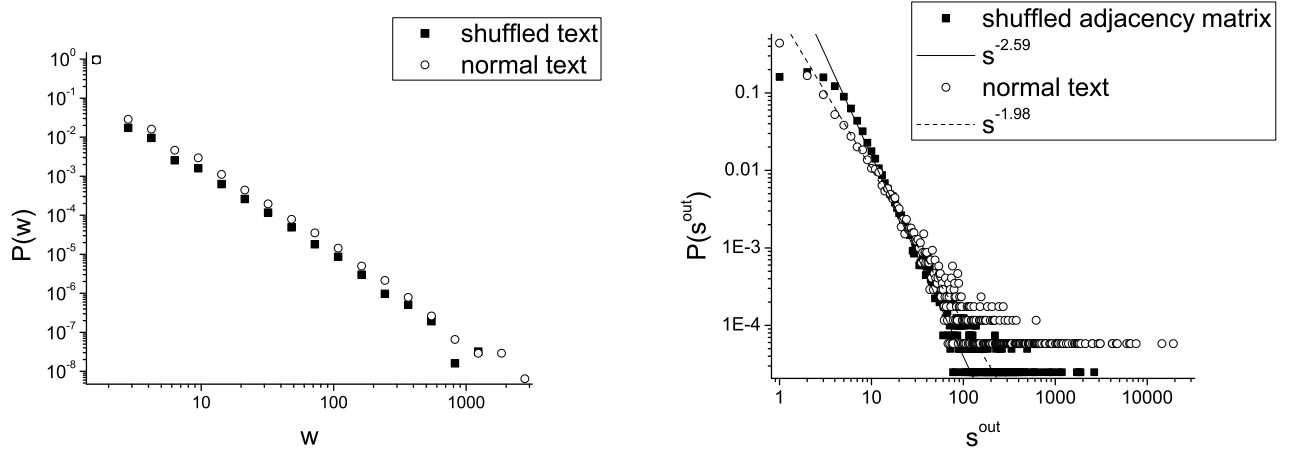 shuffled text
normal text
10^0
10^-1
10^-2
10^-3
10^-4
10^-5
10^-6
10^-7
10^-8
P(w)
10 100 1000
w
shuffled adjacency matrix
s^-2.59
normal text
s^-1.98
0.1
0.01
1E-3
1E-4
P(s^out)
1 10 100 1000 10000
s^out